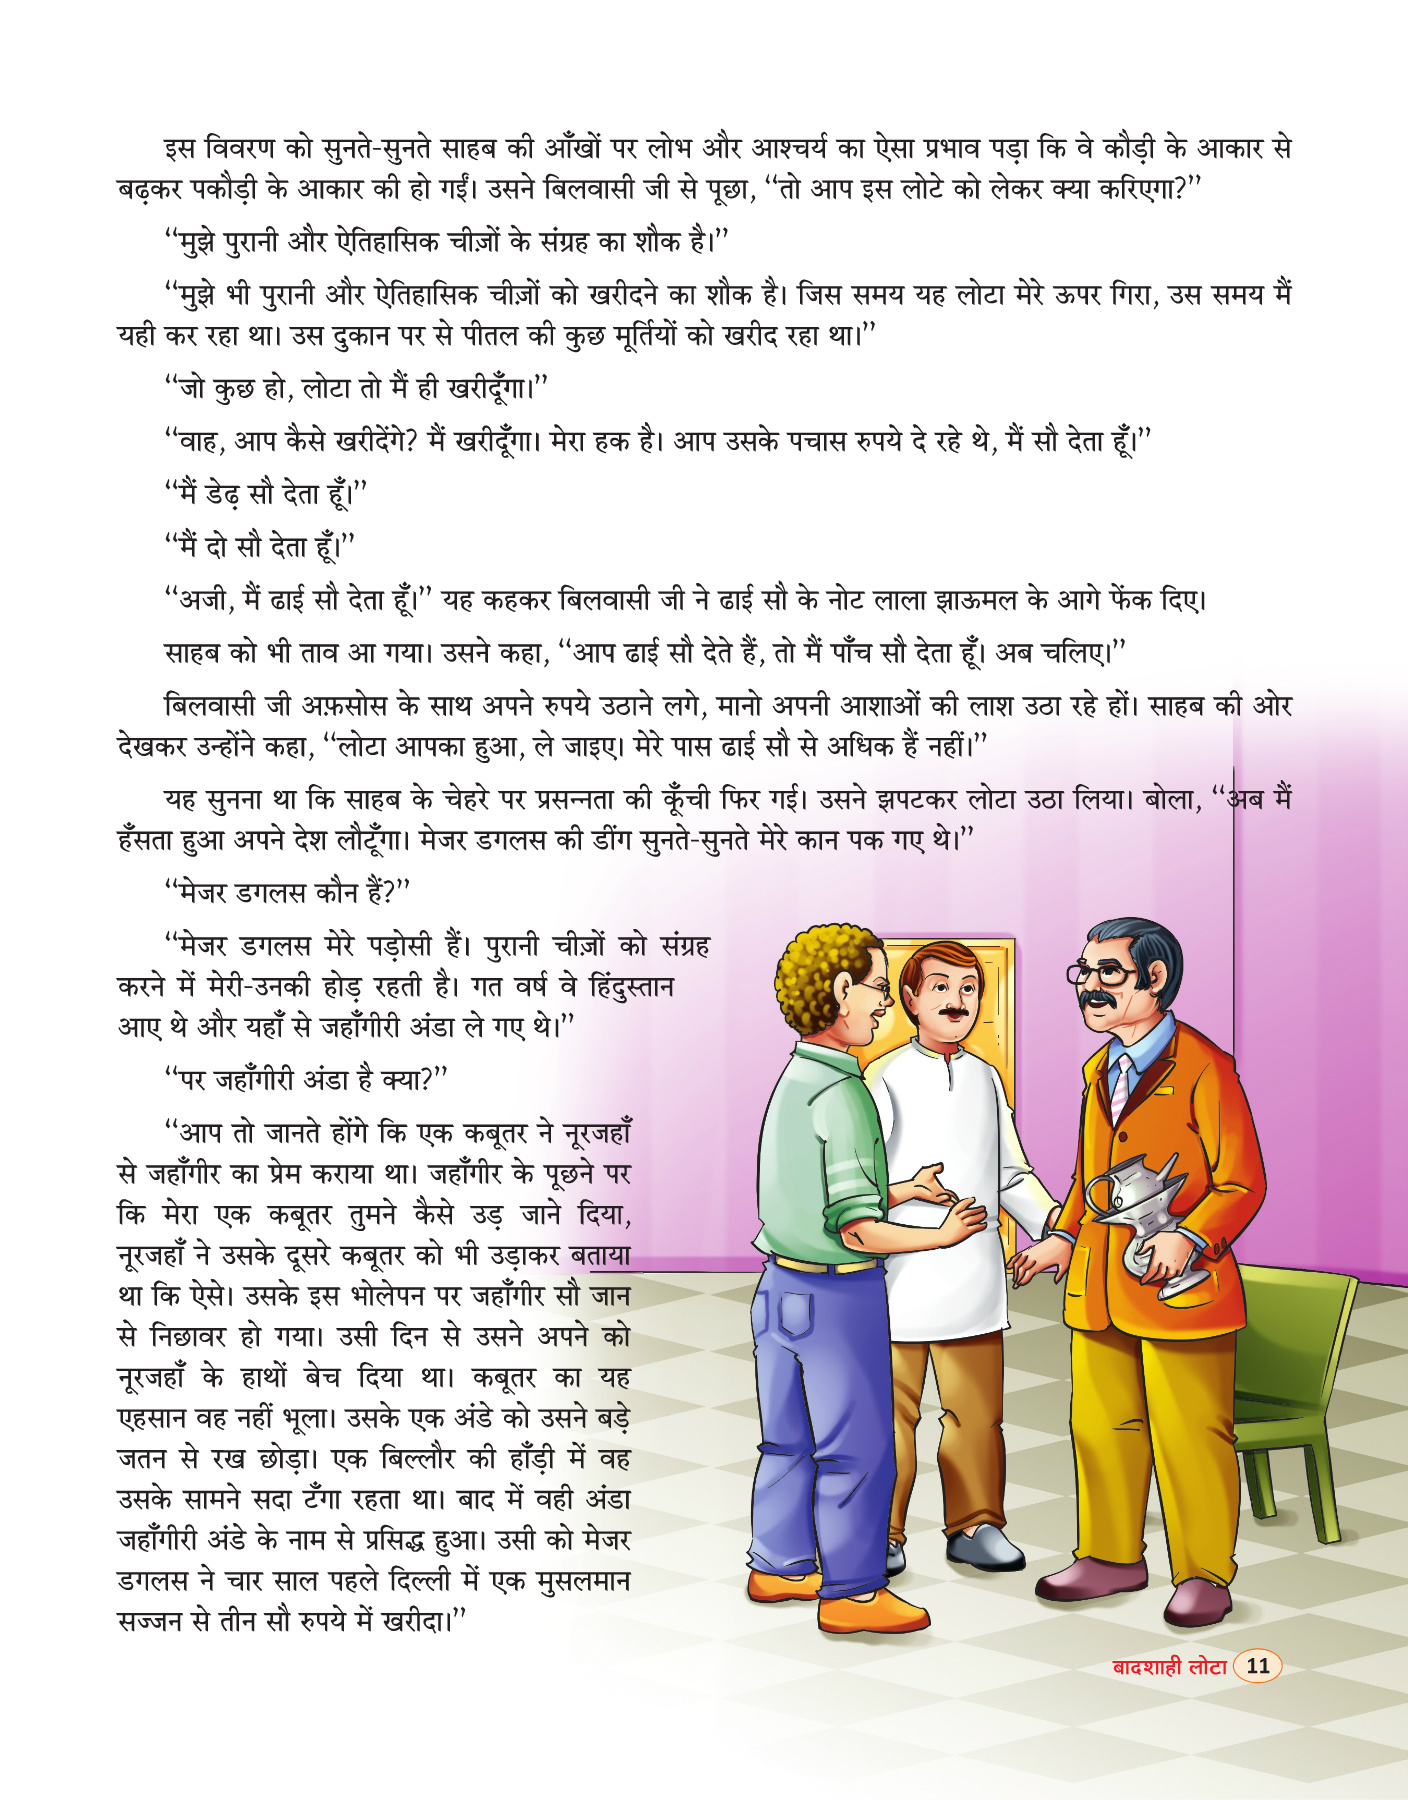 इस विवरण को सुनते-सुनते साहब की आँखों पर लोभ और आश्चर्य का ऐसा प्रभाव पड़ा कि वे कौड़ी के आकार से
बढ़कर पकौड़ी के आकार की हो गईं। उसने बिलवासी जी से पूछा, “तो आप इस लोटे को लेकर क्या करिएगा?”
“मुझे पुरानी और ऐतिहासिक चीज़ों के संग्रह का शौक है।”
“मुझे भी पुरानी और ऐतिहासिक चीज़ों को खरीदने का शौक है। जिस समय यह लोटा मेरे ऊपर गिरा, उस समय मैं
यही कर रहा था। उस दुकान पर से पीतल की कुछ मूर्तियों को खरीद रहा था।”
“जो कुछ हो, लोटा तो मैं ही खरीदूँगा।”
“वाह, आप कैसे खरीदेंगे? मैं खरीदूँगा। मेरा हक है। आप उसके पचास रुपये दे रहे थे, मैं सौ देता हूँ।”
“मैं डेढ़ सौ देता हूँ।”
“मैं दो सौ देता हूँ।”
“अजी, मैं ढाई सौ देता हूँ।” यह कहकर बिलवासी जी ने ढाई सौ के नोट लाला झाऊमल के आगे फेंक दिए।
साहब को भी ताव आ गया। उसने कहा, “आप ढाई सौ देते हैं, तो मैं पाँच सौ देता हूँ। अब चलिए।”
बिलवासी जी अफ़सोस के साथ अपने रुपये उठाने लगे, मानो अपनी आशाओं की लाश उठा रहे हों। साहब की ओर
देखकर उन्होंने कहा, “लोटा आपका हुआ, ले जाइए। मेरे पास ढाई सौ से अधिक हैं नहीं।”
यह सुनना था कि साहब के चेहरे पर प्रसन्नता की कूँची फिर गई। उसने झपटकर लोटा उठा लिया। बोला, “अब मैं
हँसता हुआ अपने देश लौटूँगा। मेजर डगलस की डींग सुनते-सुनते मेरे कान पक गए थे।”
“मेजर डगलस कौन हैं?”
“मेजर डगलस मेरे पड़ोसी हैं। पुरानी चीज़ों को संग्रह
करने में मेरी-उनकी होड़ रहती है। गत वर्ष वे हिंदुस्तान
आए थे और यहाँ से जहाँगीरी अंडा ले गए थे।”
“पर जहाँगीरी अंडा है क्या?”
“आप तो जानते होंगे कि एक कबूतर ने नूरजहाँ
से जहाँगीर का प्रेम कराया था। जहाँगीर के पूछने पर
कि मेरा एक कबूतर तुमने कैसे उड़ जाने दिया,
नूरजहाँ ने उसके दूसरे कबूतर को भी उड़ाकर बताया
था कि ऐसे। उसके इस भोलेपन पर जहाँगीर सौ जान
से निछावर हो गया। उसी दिन से उसने अपने को
नूरजहाँ के हाथों बेच दिया था। कबूतर का यह
एहसान वह नहीं भूला। उसके एक अंडे को उसने बड़े
जतन से रख छोड़ा। एक बिल्लौर की हाँड़ी में वह
उसके सामने सदा टँगा रहता था। बाद में वही अंडा
जहाँगीरी अंडे के नाम से प्रसिद्ध हुआ। उसी को मेजर
डगलस ने चार साल पहले दिल्ली में एक मुसलमान
सज्जन से तीन सौ रुपये में खरीदा।”
बादशाही लोटा 11